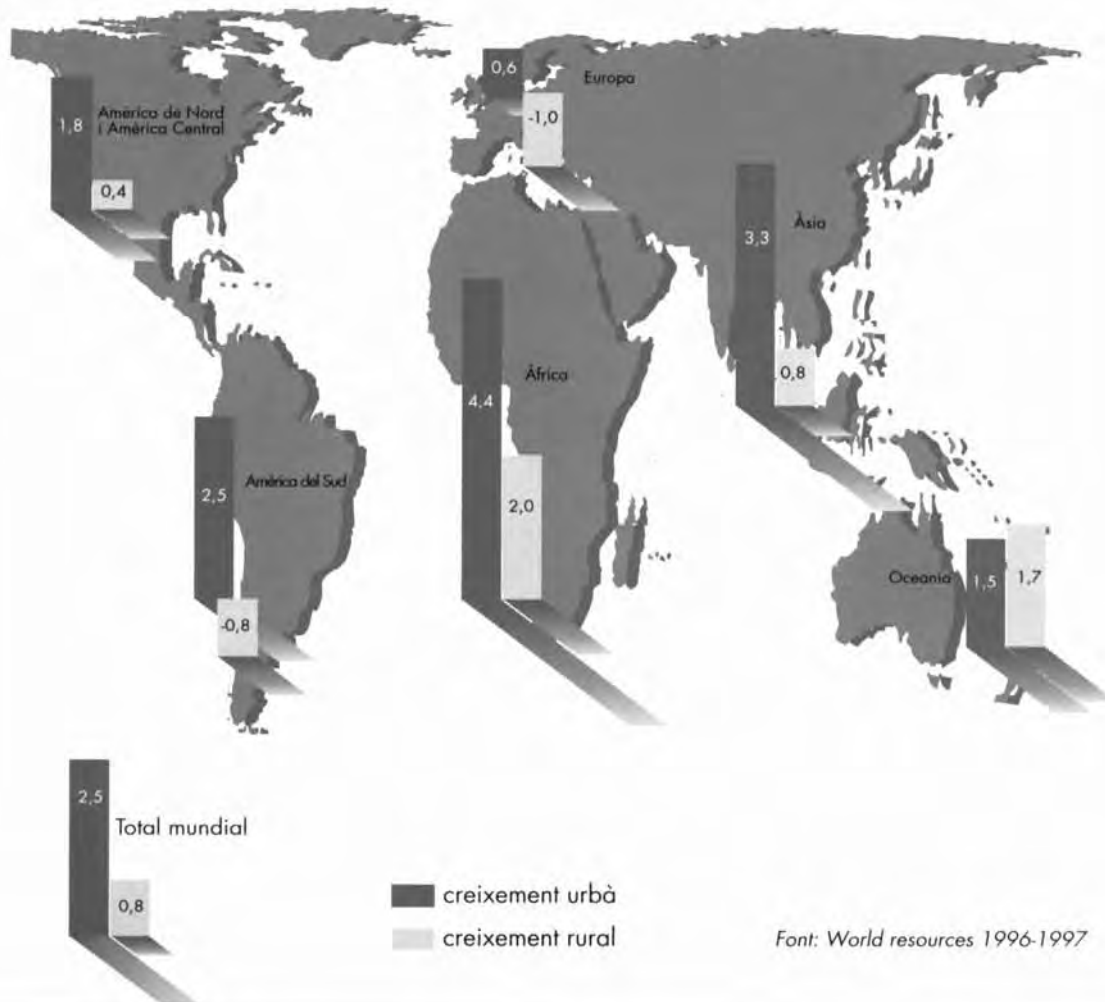 0,6
Europa
-1,0
1,8
Amèrica de Nord
i Amèrica Central
0,4
3,3
Àsia
0,8
4,4
Àfrica
2,0
2,5
Amèrica del Sud
-0,8
Oceania
1,5
1,7
2,5
Total mundial
0,8
creixement urbà
creixement rural
Font: World resources 1996-1997